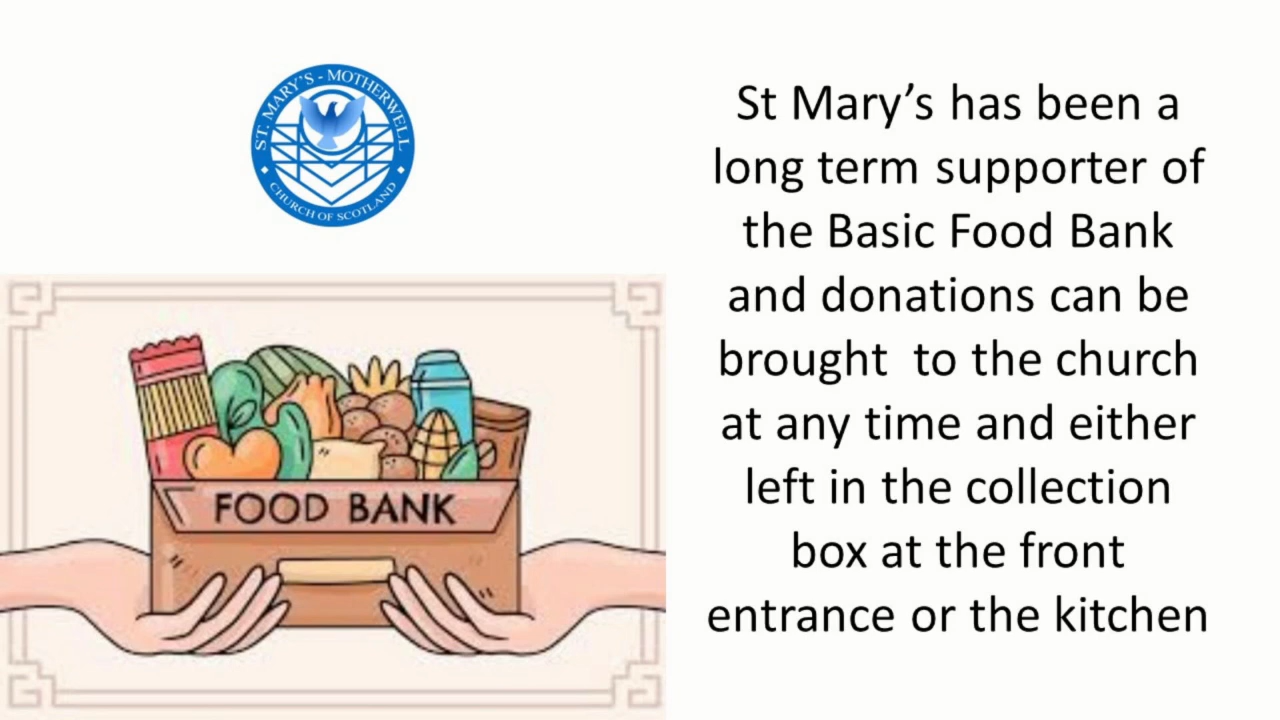 ST. MARY'S - MOTHERWELL
CHURCH OF SCOTLAND
FOOD BANK
St Mary’s has been a
long term supporter of
the Basic Food Bank
and donations can be
brought  to the church
at any time and either
left in the collection
box at the front
entrance or the kitchen